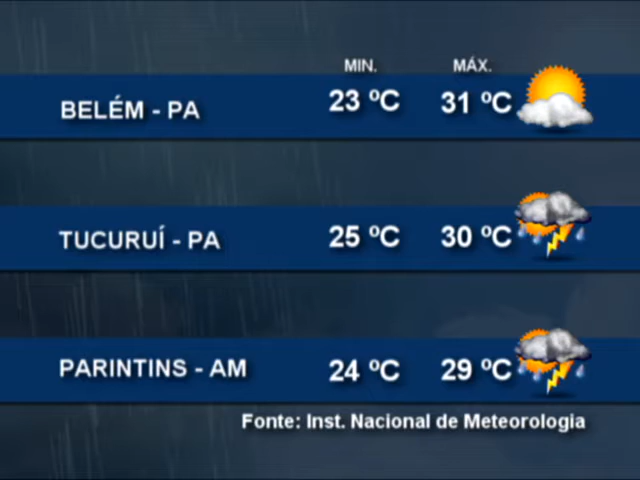 MIN. MÁX.
BELÉM - PA 23 ºC 31 ºC
TUCURUÍ - PA 25 ºC 30 ºC
PARINTINS - AM 24 ºC 29 ºC
Fonte: Inst. Nacional de Meteorologia